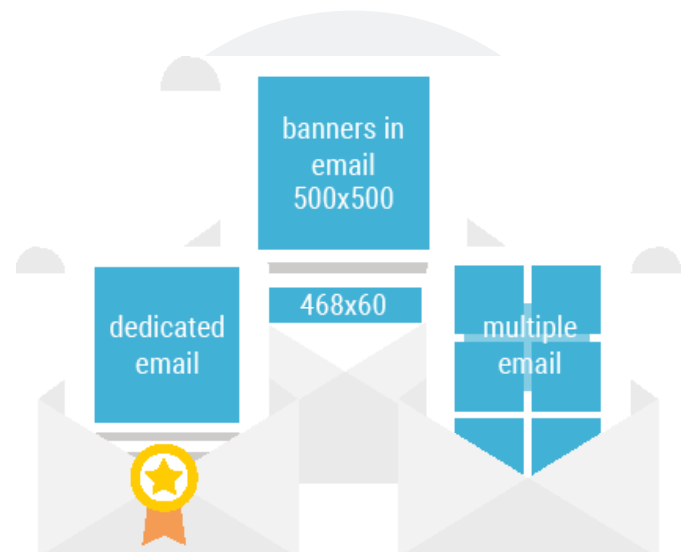 banners in
email
500x500
468x60
dedicated
email
multiple
email